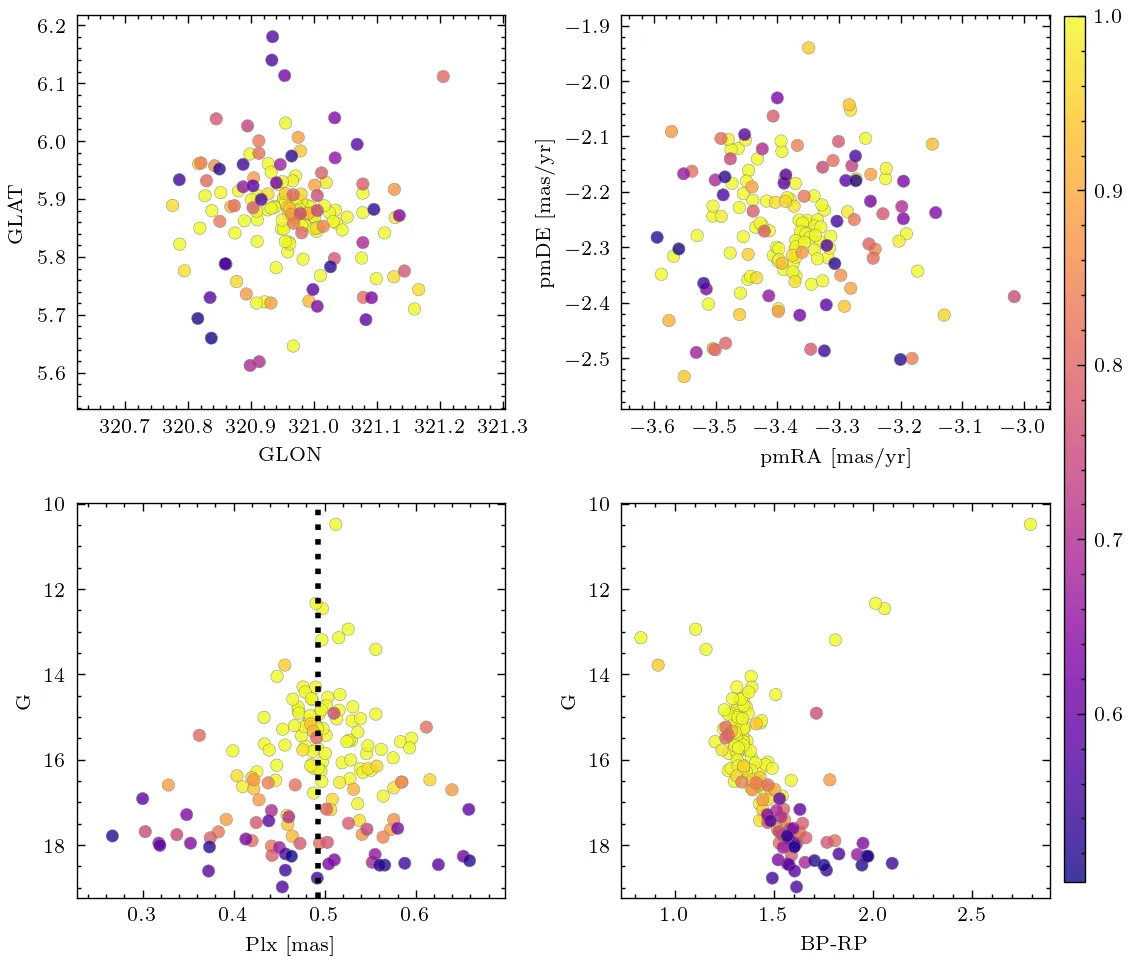 6.2
6.1
6.0
5.9
5.8
5.7
5.6
GLAT
320.7 320.8 320.9 321.0 321.1 321.2 321.3
GLON
−1.9
−2.0
−2.1
−2.2
−2.3
−2.4
−2.5
pmDE [mas/yr]
−3.6 −3.5 −3.4 −3.3 −3.2 −3.1 −3.0
pmRA [mas/yr]
1.0
0.9
0.8
0.7
0.6
10
12
14
16
18
G
0.3 0.4 0.5 0.6
Plx [mas]
10
12
14
16
18
G
1.0 1.5 2.0 2.5
BP-RP